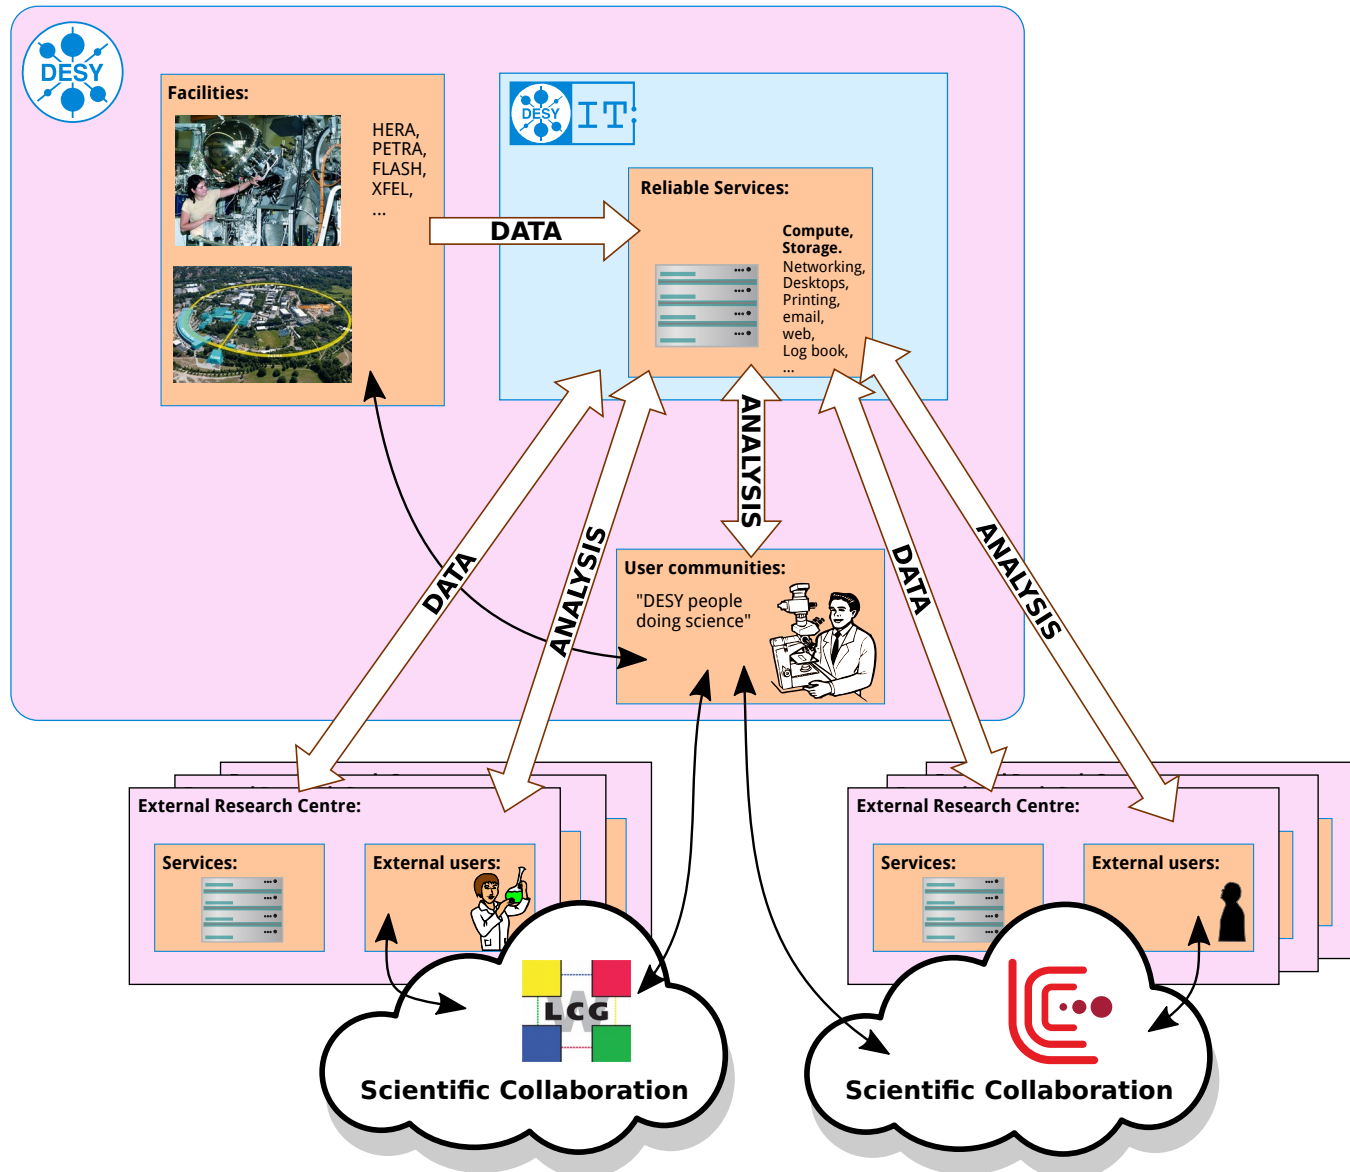 DESY
Facilities:
HERA,
PETRA,
FLASH,
XFEL,
...
DESY
IT
Reliable Services:
Compute,
Storage.
Networking,
Desktops,
Printing,
email,
web,
Log book,
...
DATA
DATA
ANALYSIS
ANALYSIS
DATA
ANALYSIS
User communities:
"DESY people
doing science"
External Research Centre:
Services:
External users:
External Research Centre:
Services:
External users:
W
LCG
Scientific Collaboration
Scientific Collaboration